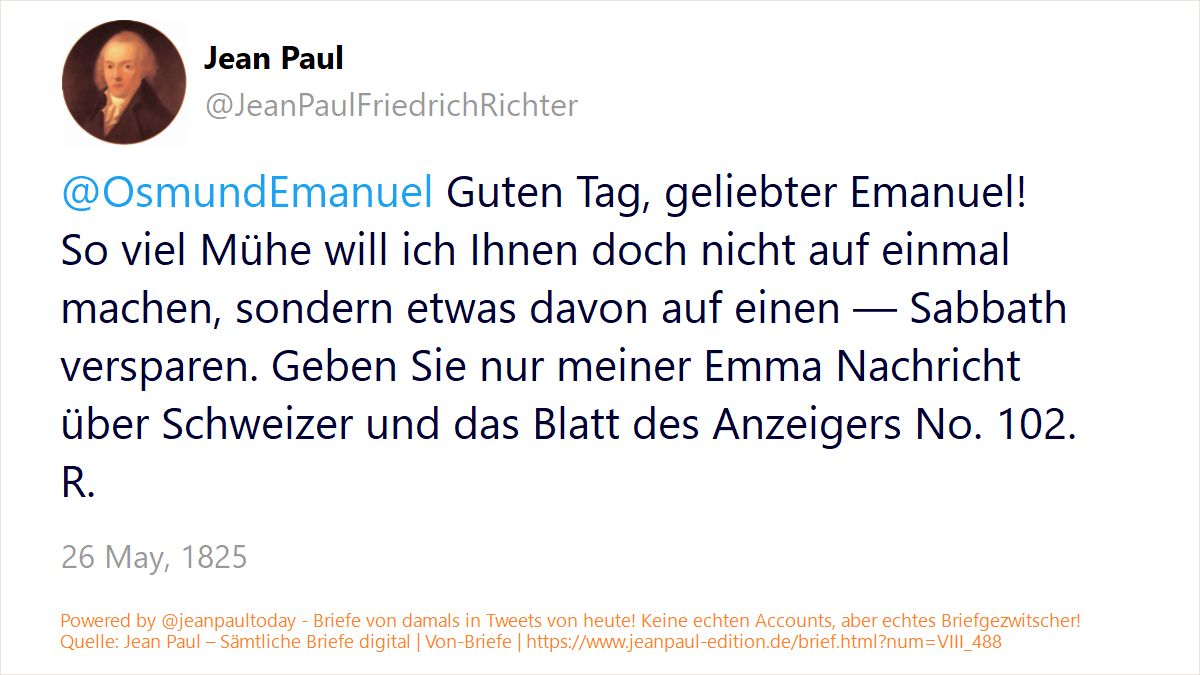 Jean Paul
@JeanPaulFriedrichRichter
@OsmundEmanuel Guten Tag, geliebter Emanuel!
So viel Mühe will ich Ihnen doch nicht auf einmal
machen, sondern etwas davon auf einen — Sabbath
versparen. Geben Sie nur meiner Emma Nachricht
über Schweizer und das Blatt des Anzeigers No. 102.
R.
26 May, 1825
Powered by @jeanpaultoday - Briefe von damals in Tweets von heute! Keine echten Accounts, aber echtes Briefgezwitscher!
Quelle: Jean Paul – Sämtliche Briefe digital | Von-Briefe | https://www.jeanpaul-edition.de/brief.html?num=VIII_488